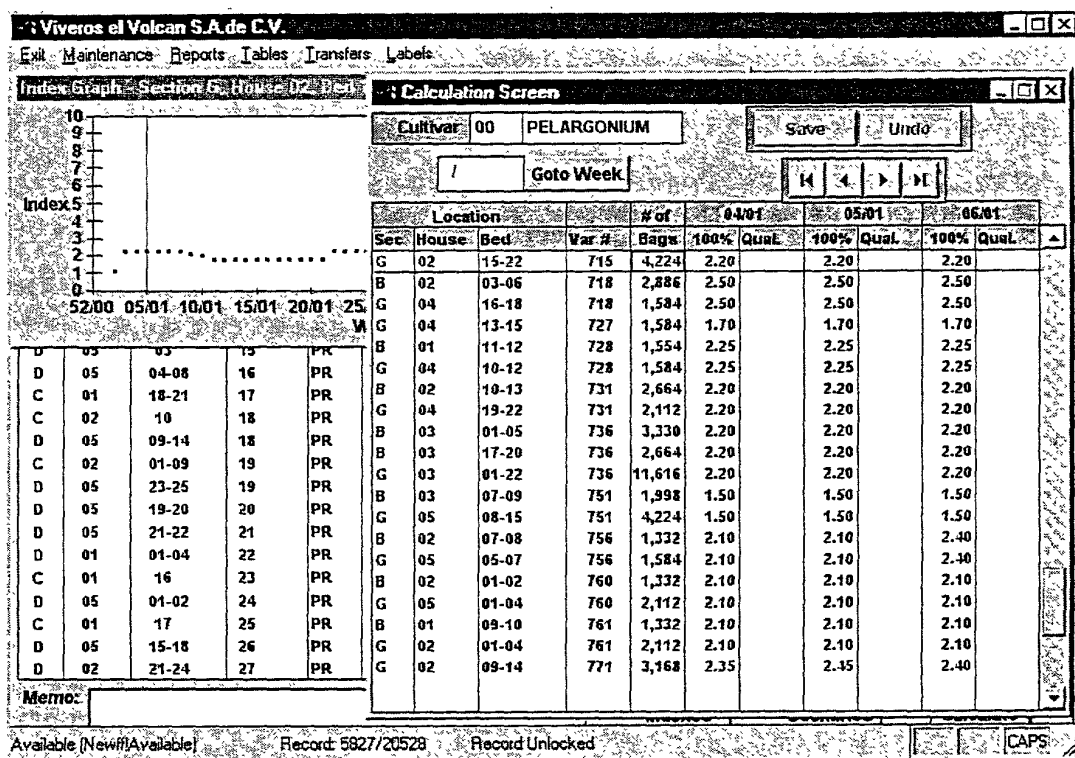 Viveros el Volcan S.A.de C.V.
Exit Maintenance Reports Tables Transfers Labels
Index Graph - Section G, House 02, Bed
10
9
8
7
6
Index 5
4
3
2
1
0
52/00 05/01 10/01 15/01 20/01 25
Calculation Screen
Cultivar 00 PELARGONIUM Save Undo
/ Goto Week
Location # of 04/01 05/01 06/01
Sec. House Bed Var # Bags 100% Qual. 100% Qual. 100% Qual.
G 02 15-22 715 4,224 2.20 2.20 2.20
B 02 03-06 718 2,886 2.50 2.50 2.50
G 04 16-18 718 1,584 2.50 2.50 2.50
G 04 13-15 727 1,584 1.70 1.70 1.70
B 01 11-12 728 1,554 2.25 2.25 2.25
G 04 10-12 728 1,584 2.25 2.25 2.25
B 02 10-13 731 2,664 2.20 2.20 2.20
G 04 19-22 731 2,112 2.20 2.20 2.20
B 03 01-05 736 3,330 2.20 2.20 2.20
B 03 17-20 736 2,664 2.20 2.20 2.20
G 03 01-22 736 11,616 2.20 2.20 2.20
B 03 07-09 751 1,998 1.50 1.50 1.50
G 05 08-15 751 4,224 1.50 1.50 1.50
B 02 07-08 756 1,332 2.10 2.10 2.40
G 05 05-07 756 1,584 2.10 2.10 2.40
B 02 01-02 760 1,332 2.10 2.10 2.10
G 05 01-04 760 2,112 2.10 2.10 2.10
B 01 09-10 761 1,332 2.10 2.10 2.10
G 02 01-04 761 2,112 2.10 2.10 2.10
G 02 09-14 771 3,168 2.35 2.45 2.40
D 05 03 15 PR
D 05 04-08 16 PR
C 01 18-21 17 PR
C 02 10 18 PR
D 05 09-14 18 PR
C 02 01-09 19 PR
D 05 23-25 19 PR
D 05 19-20 20 PR
D 05 21-22 21 PR
D 01 01-04 22 PR
C 01 16 23 PR
D 05 01-02 24 PR
C 01 17 25 PR
D 05 15-18 26 PR
D 02 21-24 27 PR
Memo:
Available (Newff!Available) Record: 5827/20528 Record Unlocked CAPS